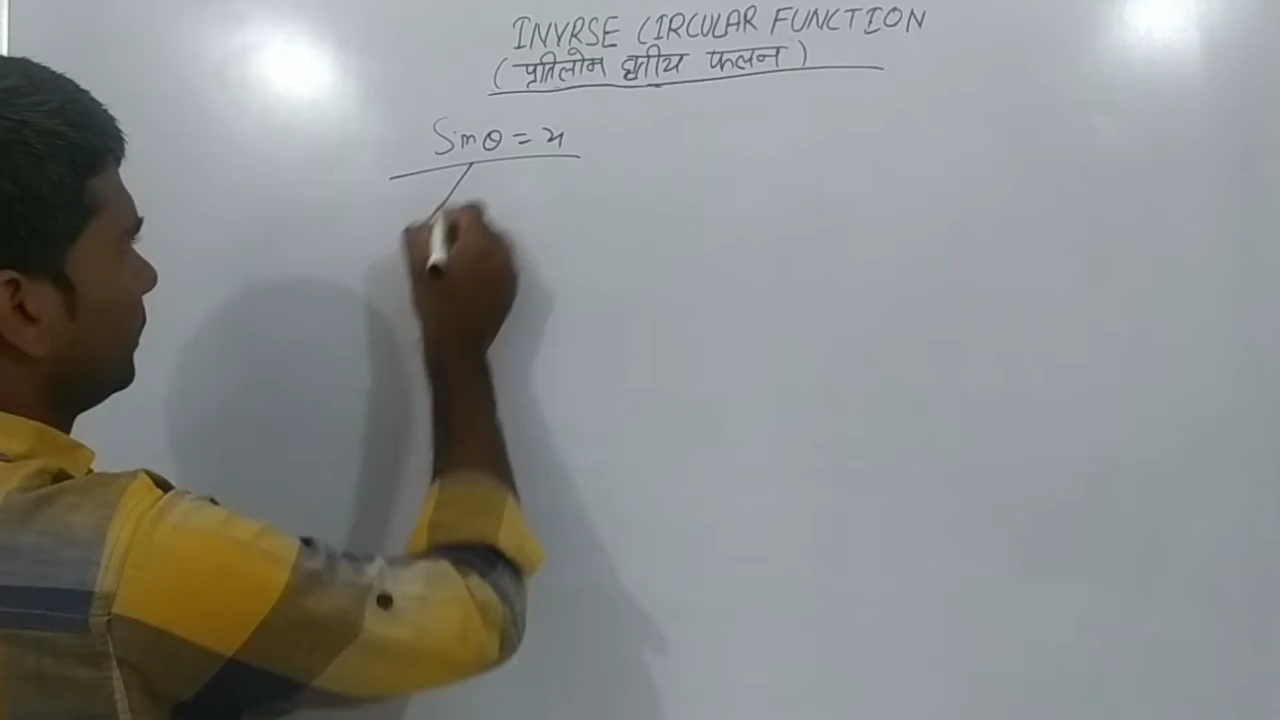 INVRSE CIRCULAR FUNCTION
(प्रतिलोम वृतीय फलन)
Sinθ = x